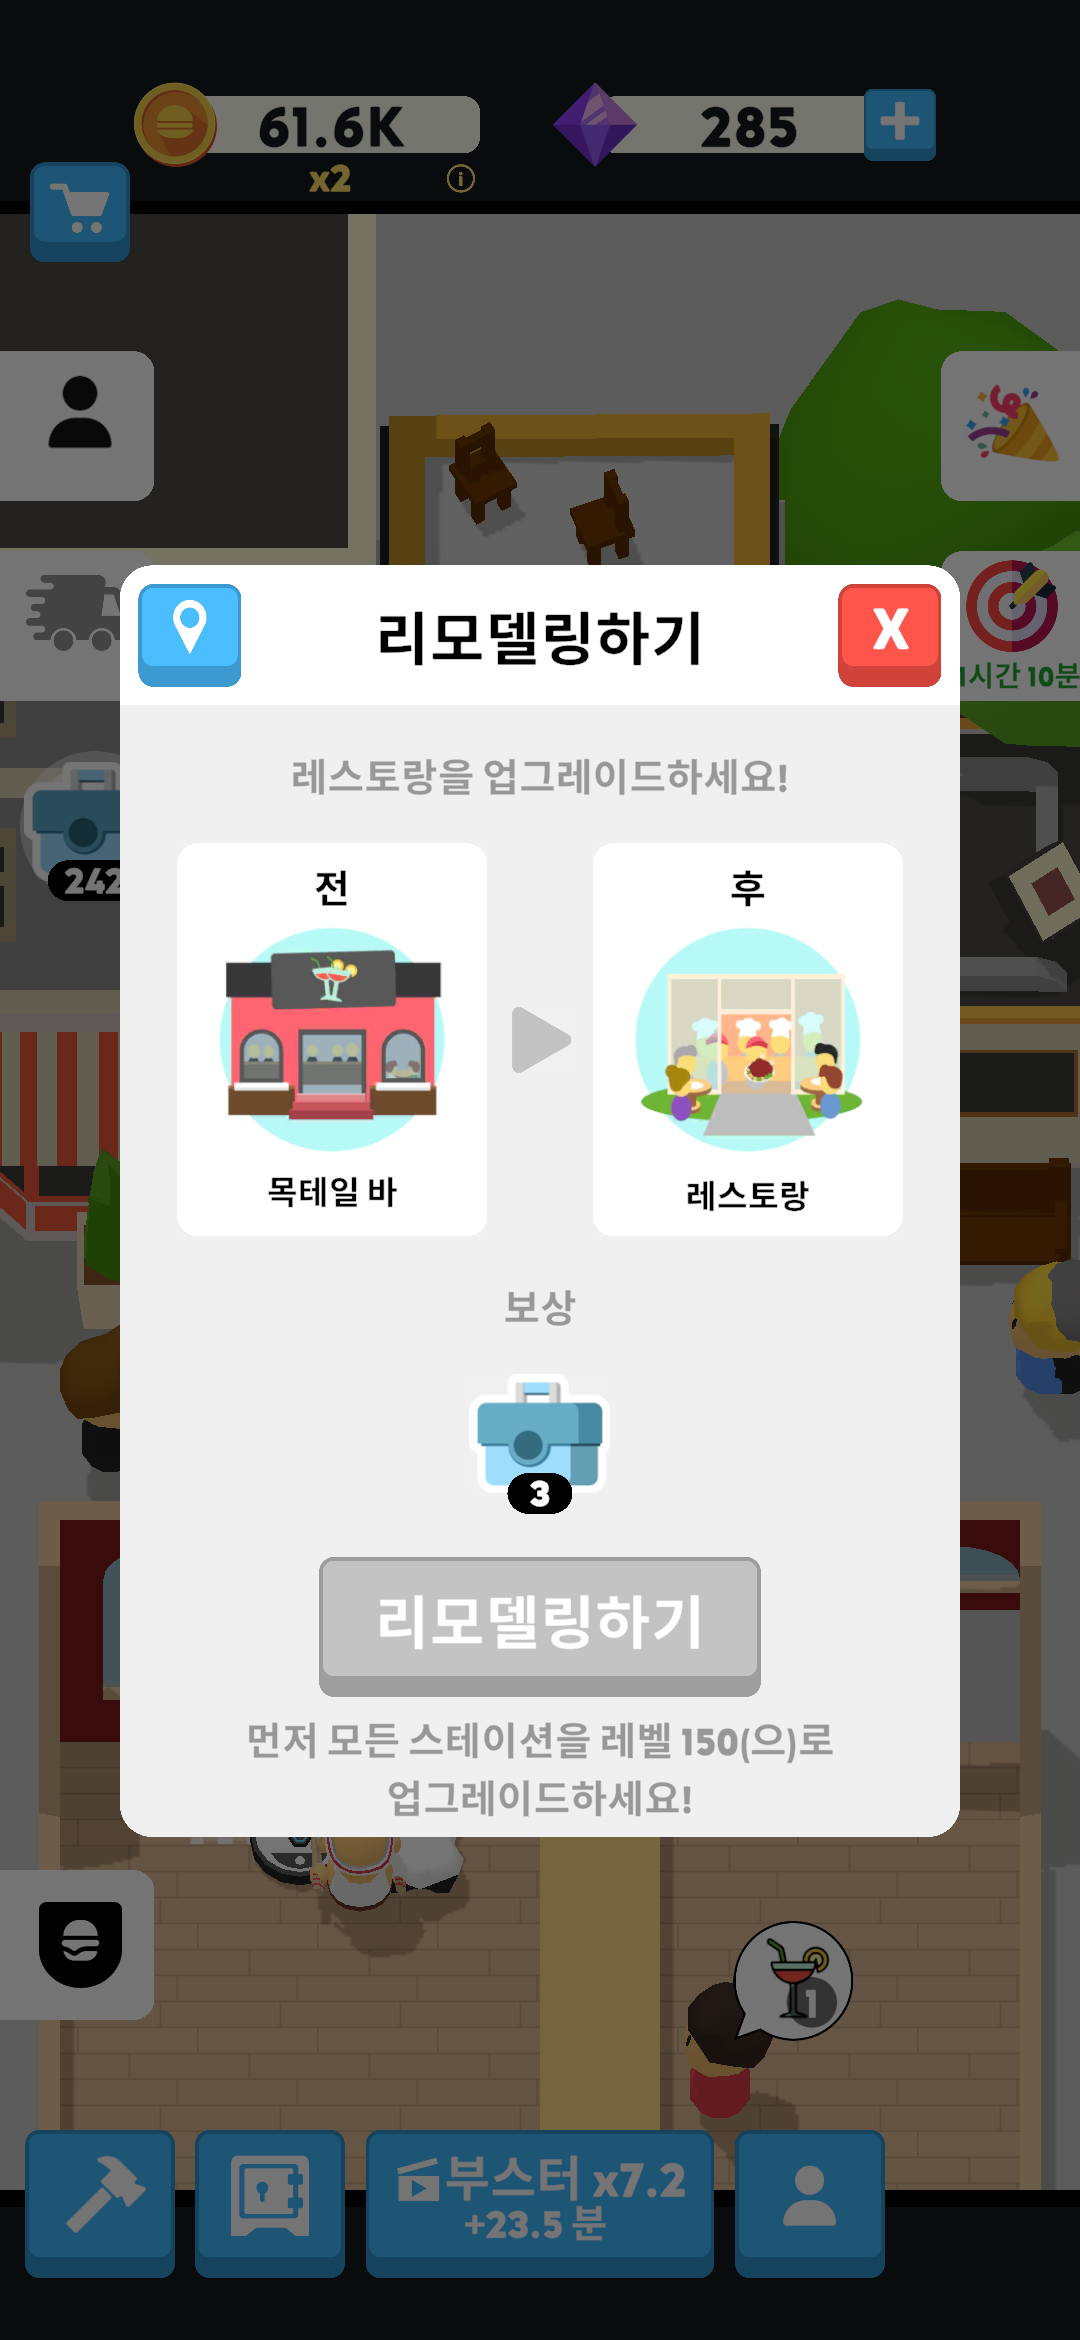 61.6K
285
x2
리모델링하기
X
1시간 10분
레스토랑을 업그레이드하세요!
242
전
후
목테일 바
레스토랑
보상
3
리모델링하기
먼저 모든 스테이션을 레벨 150(으)로
업그레이드하세요!
1
부스터 x7.2
+23.5 분